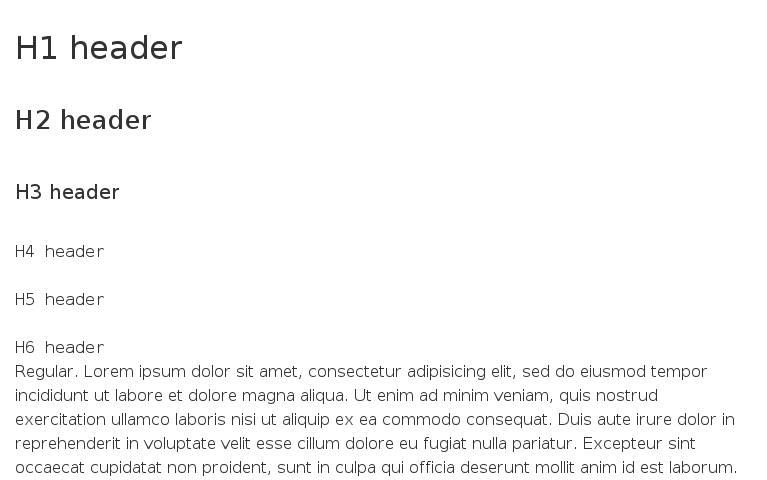 H1 header
H2 header
H3 header
H4 header
H5 header
H6 header
Regular. Lorem ipsum dolor sit amet, consectetur adipisicing elit, sed do eiusmod tempor
incididunt ut labore et dolore magna aliqua. Ut enim ad minim veniam, quis nostrud
exercitation ullamco laboris nisi ut aliquip ex ea commodo consequat. Duis aute irure dolor in
reprehenderit in voluptate velit esse cillum dolore eu fugiat nulla pariatur. Excepteur sint
occaecat cupidatat non proident, sunt in culpa qui officia deserunt mollit anim id est laborum.